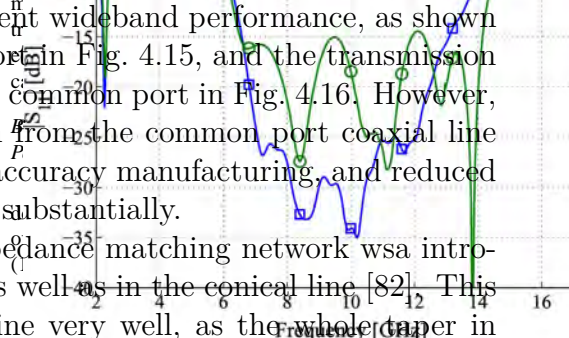 ent wideband performance, as shown
in Fig. 4.15, and the transmission
common port in Fig. 4.16. However,
from the common port coaxial line
accuracy manufacturing, and reduced
substantially.
pedance matching network wsa intro-
well as in the conical line [82]. This
ine very well, as the whole taper in
−15
−20
−25
−30
−35
2 4 6 8 10 12 14 16
Frequency [GHz]